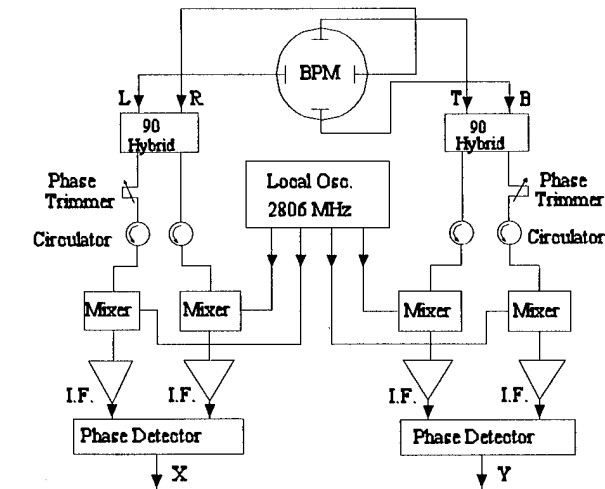 BPM
L R
T B
90
Hybrid
90
Hybrid
Phase
Trimmer
Local Osc.
2806 MHz
Phase
Trimmer
Circulator
Circulator
Mixer
Mixer
Mixer
Mixer
I.F.
I.F.
I.F.
I.F.
Phase Detector
Phase Detector
X
Y